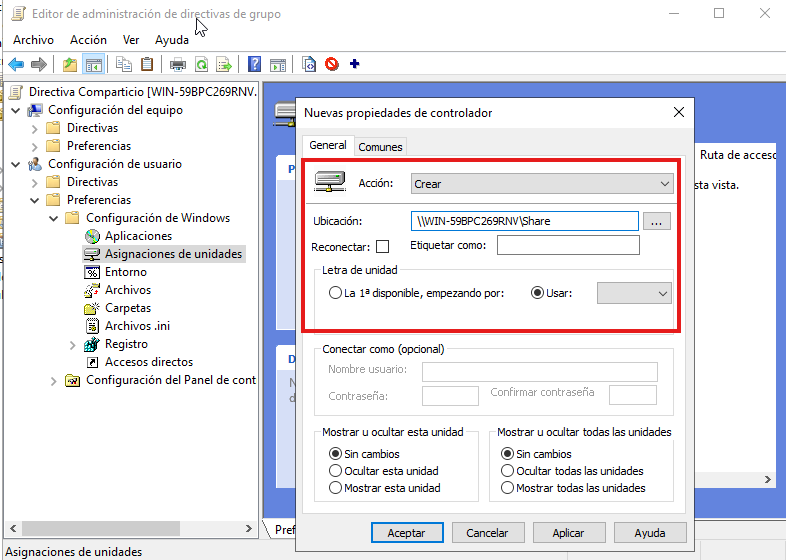 Editor de administración de directivas de grupo
Archivo Acción Ver Ayuda
Directiva Comparticio [WIN-59BPC269RNV.
Configuración del equipo
Directivas
Preferencias
Configuración de usuario
Directivas
Preferencias
Configuración de Windows
Aplicaciones
Asignaciones de unidades
Entorno
Archivos
Carpetas
Archivos .ini
Registro
Accesos directos
Configuración del Panel de cont
Nuevas propiedades de controlador
General Comunes
Acción: Crear
Ubicación: \\WIN-59BPC269RNV\Share ...
Reconectar: Etiquetar como:
Letra de unidad
La 1ª disponible, empezando por: Usar:
Conectar como (opcional)
Nombre usuario:
Contraseña: Confirmar contraseña
Mostrar u ocultar esta unidad
Sin cambios
Ocultar esta unidad
Mostrar esta unidad
Mostrar u ocultar todas las unidades
Sin cambios
Ocultar todas las unidades
Mostrar todas las unidades
Aceptar Cancelar Aplicar Ayuda
P
Ruta de acceso
sta vista.
D
N
d
Pref
Asignaciones de unidades